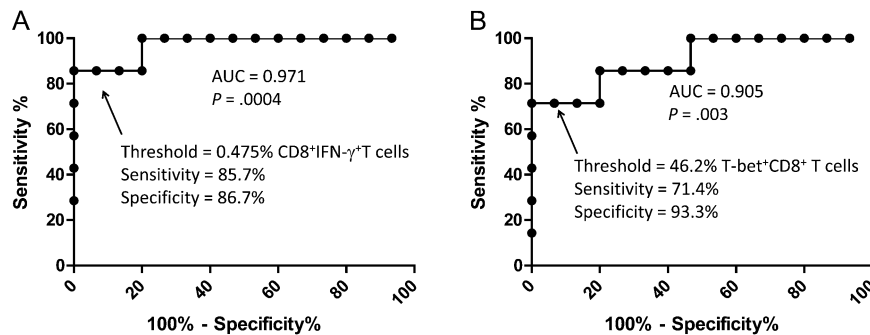 A
100
80
60
40
20
0
Sensitivity %
AUC = 0.971
P = .0004
Threshold = 0.475% CD8⁺IFN-γ⁺T cells
Sensitivity = 85.7%
Specificity = 86.7%
0
20
40
60
80
100
100% - Specificity%
B
100
80
60
40
20
0
Sensitivity %
AUC = 0.905
P = .003
Threshold = 46.2% T-bet⁺CD8⁺ T cells
Sensitivity = 71.4%
Specificity = 93.3%
0
20
40
60
80
100
100% - Specificity%